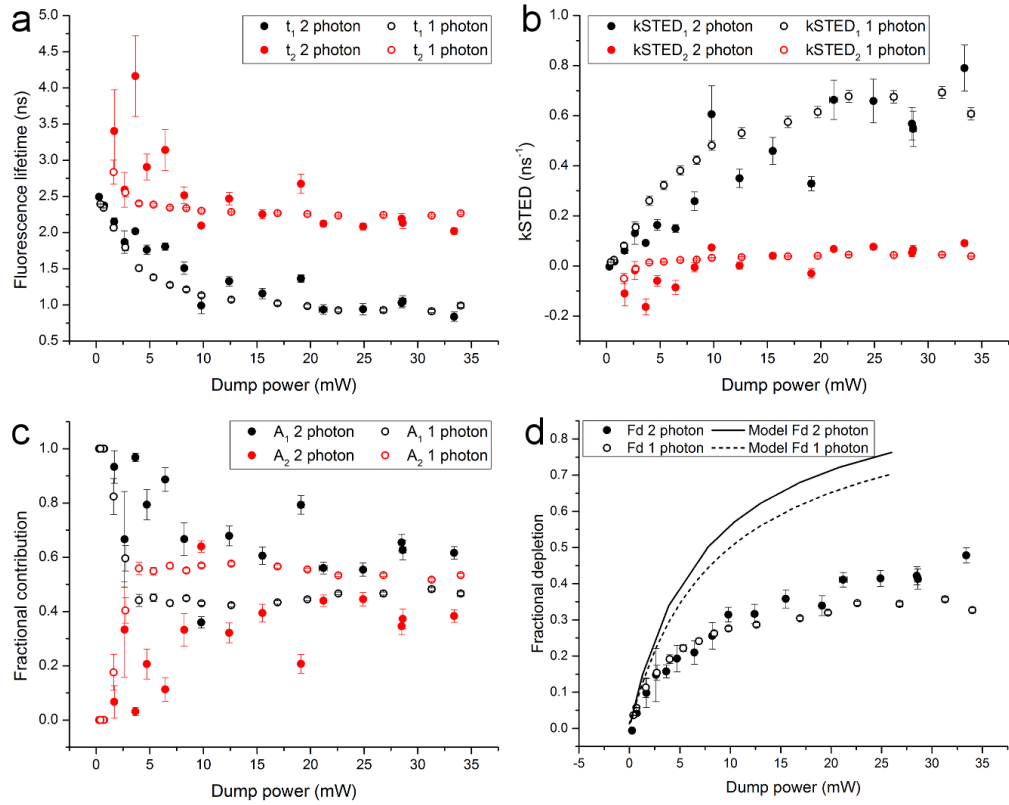 a
t1 2 photon t1 1 photon
t2 2 photon t2 1 photon
5.0
4.5
4.0
3.5
3.0
2.5
2.0
1.5
1.0
0.5
Fluorescence lifetime (ns)
0 5 10 15 20 25 30 35
Dump power (mW)
b
kSTED1 2 photon kSTED1 1 photon
kSTED2 2 photon kSTED2 1 photon
1.0
0.8
0.6
0.4
0.2
0.0
-0.2
kSTED (ns-1)
0 5 10 15 20 25 30 35
Dump power (mW)
c
A1 2 photon A1 1 photon
A2 2 photon A2 1 photon
1.0
0.8
0.6
0.4
0.2
0.0
Fractional contribution
0 5 10 15 20 25 30 35
Dump power (mW)
d
Fd 2 photon Model Fd 2 photon
Fd 1 photon Model Fd 1 photon
0.8
0.7
0.6
0.5
0.4
0.3
0.2
0.1
0.0
Fractional depletion
-5 0 5 10 15 20 25 30 35
Dump power (mW)